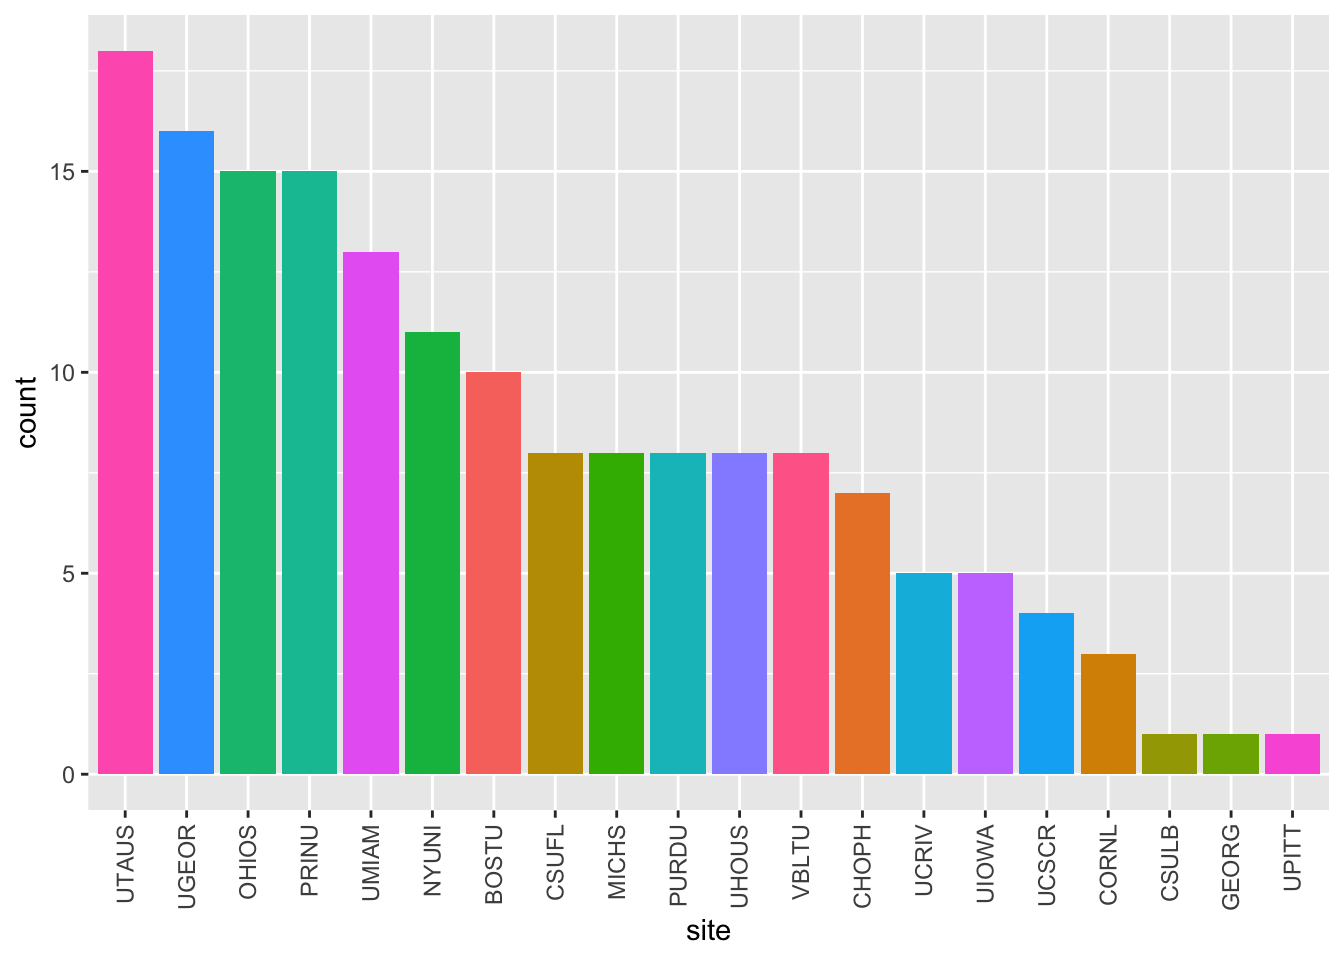 count
15
10
5
0
UTAUS
UGEOR
OHIOS
PRINU
UMIAM
NYUNI
BOSTU
CSUFL
MICHS
PURDU
UHOUS
VBLTU
CHOPH
UCRIV
UIOWA
UCSCR
CORNL
CSULB
GEORG
UPITT
site